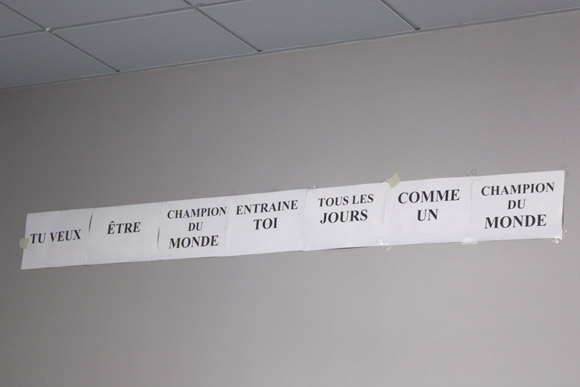 TU VEUX
ÊTRE
CHAMPION
DU
MONDE
ENTRAINE
TOI
TOUS LES
JOURS
COMME
UN
CHAMPION
DU
MONDE